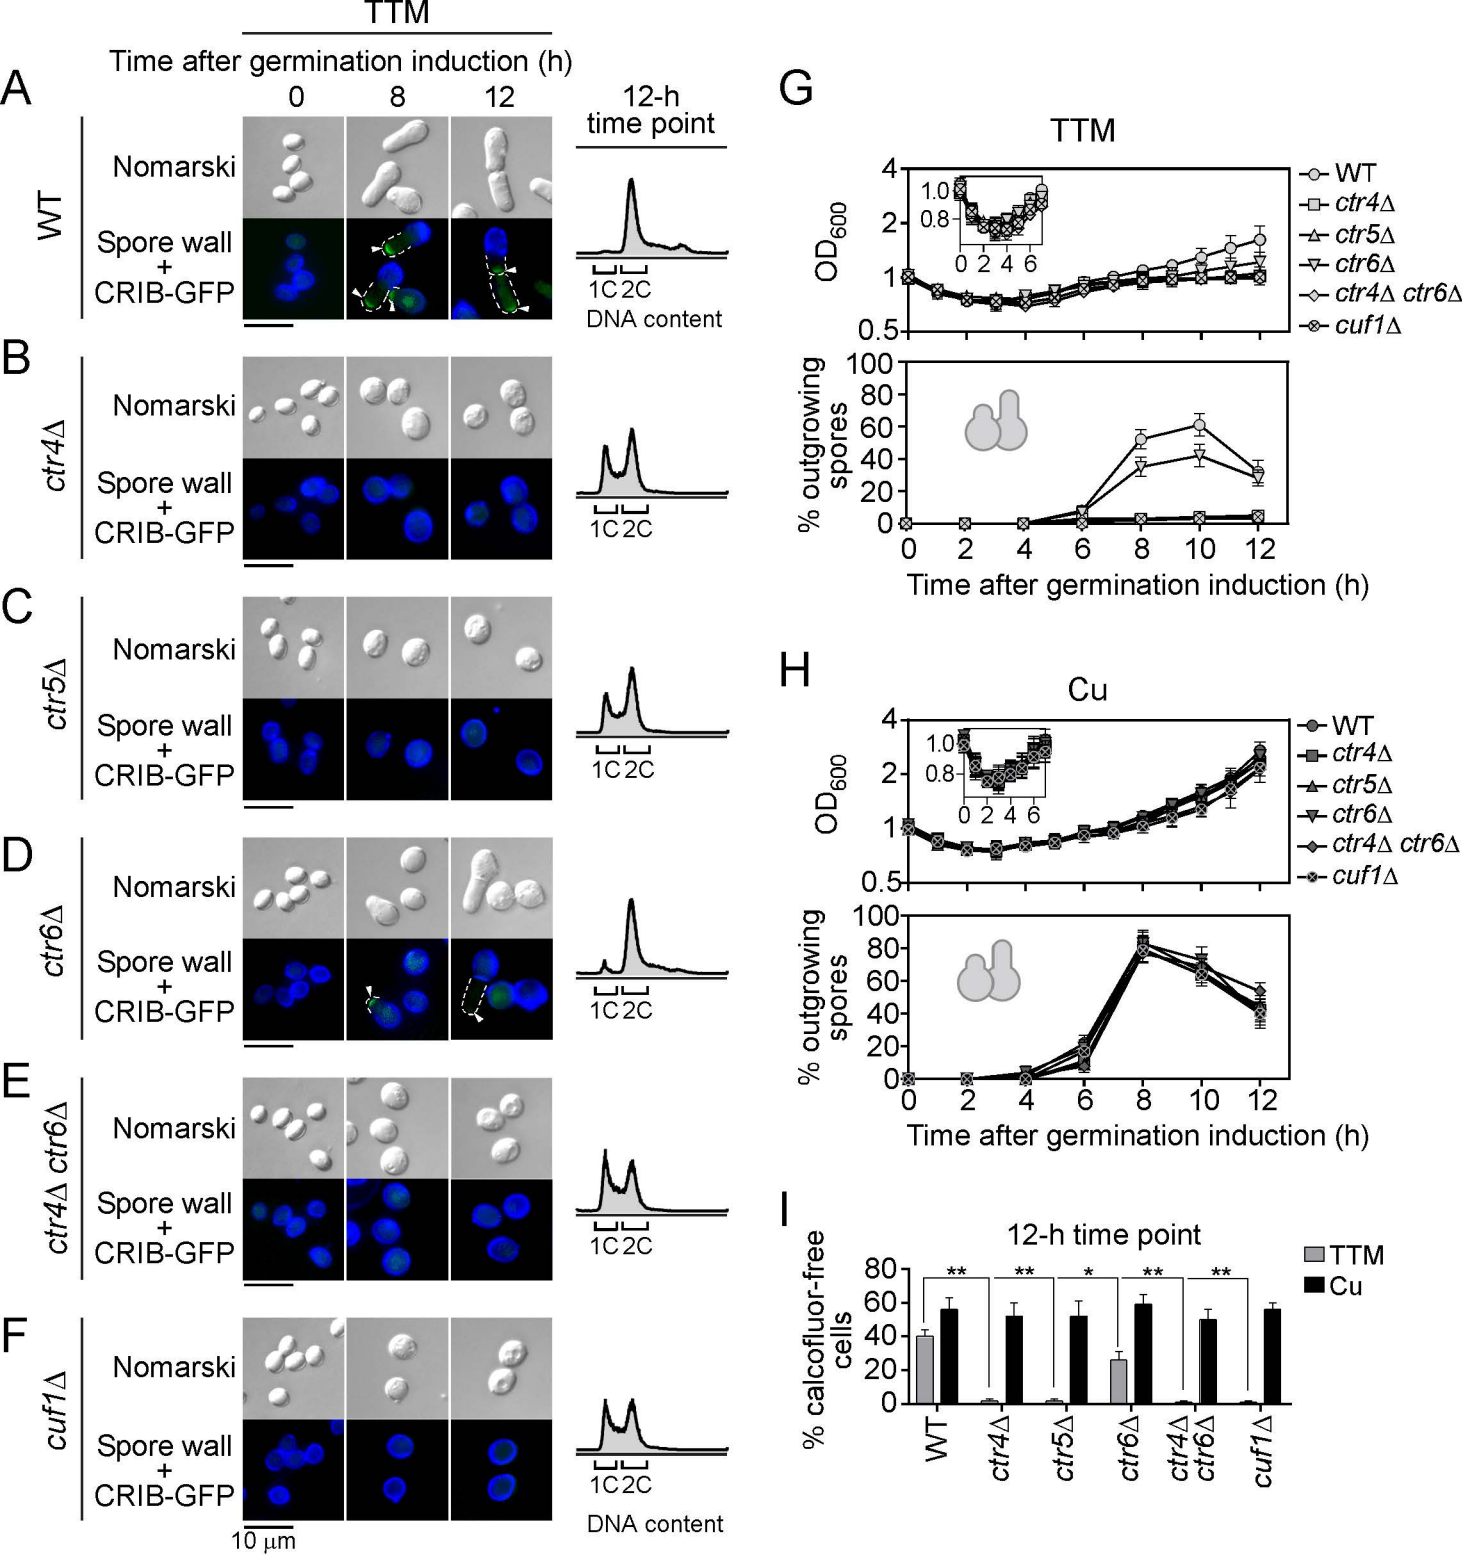 TTM
Time after germination induction (h)
0 8 12
12-h
time point
A
WT
Nomarski
Spore wall
+
CRIB-GFP
1C 2C
DNA content
B
ctr4Δ
Nomarski
Spore wall
+
CRIB-GFP
1C 2C
C
ctr5Δ
Nomarski
Spore wall
+
CRIB-GFP
1C 2C
D
ctr6Δ
Nomarski
Spore wall
+
CRIB-GFP
1C 2C
E
ctr4Δ ctr6Δ
Nomarski
Spore wall
+
CRIB-GFP
1C 2C
F
cuf1Δ
Nomarski
Spore wall
+
CRIB-GFP
1C 2C
DNA content
10 μm
G
TTM
OD600
4
2
1
0.5
1.0
0.8
0 2 4 6
WT
ctr4Δ
ctr5Δ
ctr6Δ
ctr4Δ ctr6Δ
cuf1Δ
% outgrowing
spores
100
80
60
40
20
0
0 2 4 6 8 10 12
Time after germination induction (h)
H
Cu
OD600
4
2
1
0.5
1.0
0.8
0 2 4 6
WT
ctr4Δ
ctr5Δ
ctr6Δ
ctr4Δ ctr6Δ
cuf1Δ
% outgrowing
spores
100
80
60
40
20
0
0 2 4 6 8 10 12
Time after germination induction (h)
I
12-h time point
% calcofluor-free
cells
80
60
40
20
0
** ** * ** **
TTM
Cu
WT
ctr4Δ
ctr5Δ
ctr6Δ
ctr4Δ
ctr6Δ
cuf1Δ